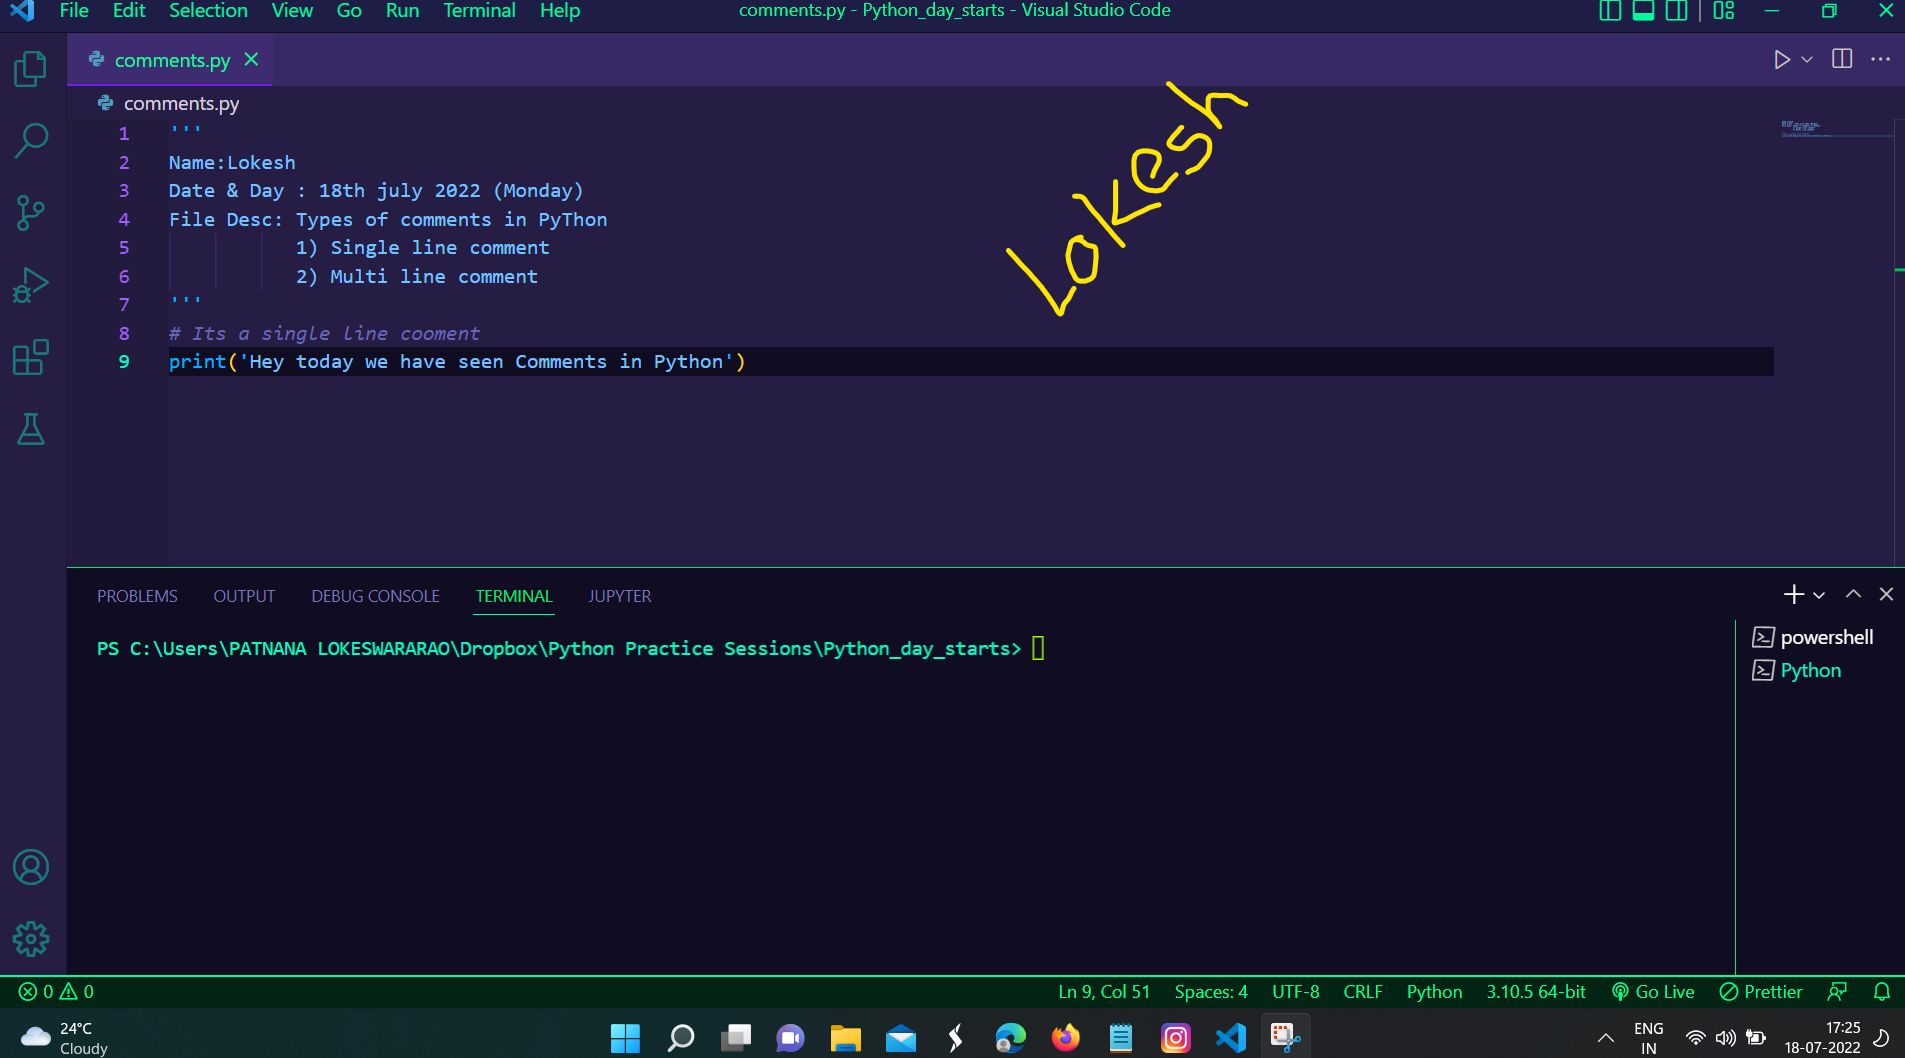 File Edit Selection View Go Run Terminal Help comments.py - Python_day_starts - Visual Studio Code
comments.py
comments.py
1 '''
2 Name:Lokesh
3 Date & Day : 18th july 2022 (Monday)
4 File Desc: Types of comments in PyThon
5 1) Single line comment
6 2) Multi line comment
7 '''
8 # Its a single line cooment
9 print('Hey today we have seen Comments in Python')
Lokesh
PROBLEMS OUTPUT DEBUG CONSOLE TERMINAL JUPYTER
PS C:\Users\PATNANA LOKESWARARAO\Dropbox\Python Practice Sessions\Python_day_starts>
powershell
Python
0 0 Ln 9, Col 51 Spaces: 4 UTF-8 CRLF Python 3.10.5 64-bit Go Live Prettier
24°C
Cloudy
ENG
IN
17:25
18-07-2022